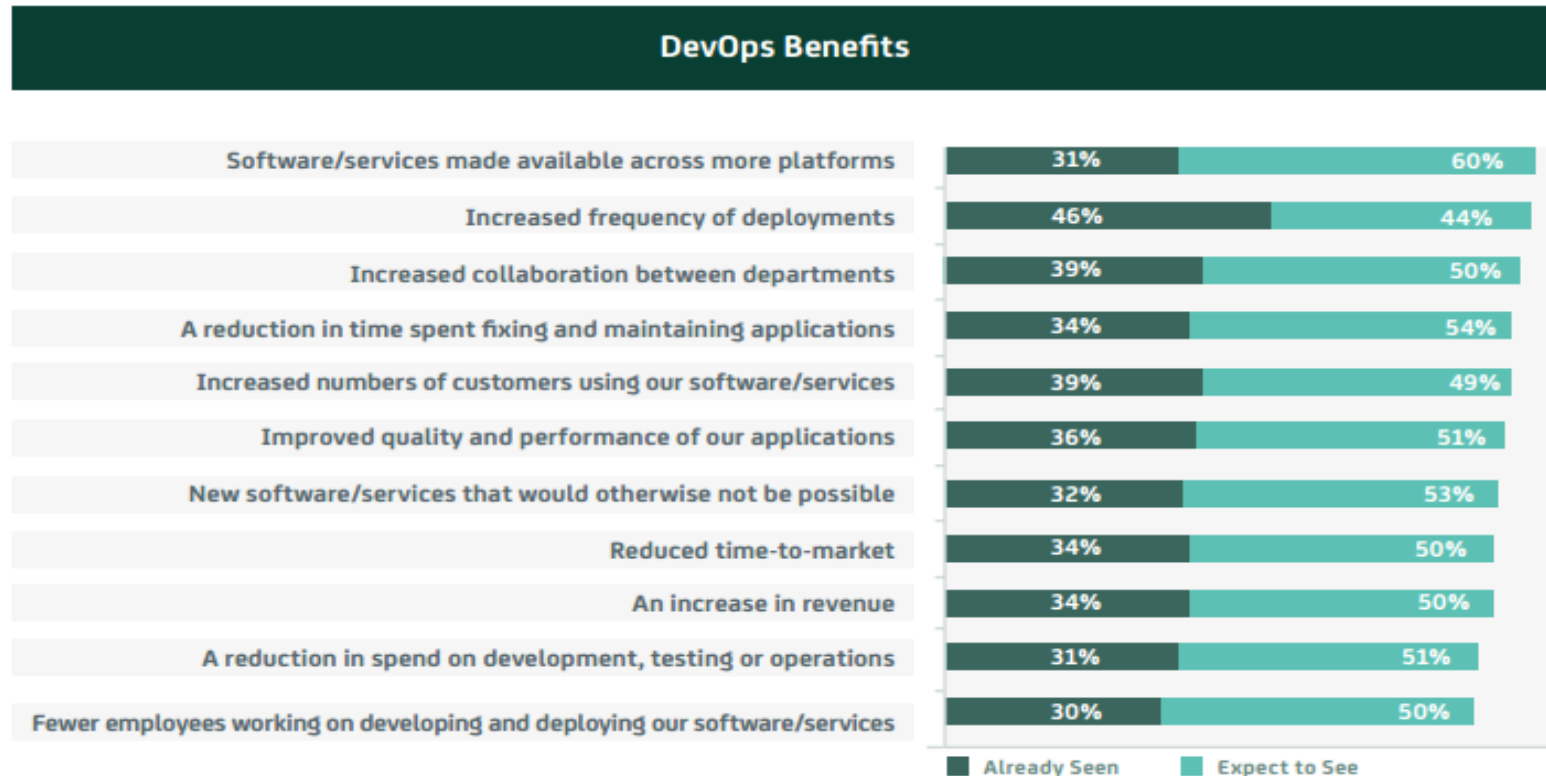 DevOps Benefits
Software/services made available across more platforms 31% 60%
Increased frequency of deployments 46% 44%
Increased collaboration between departments 39% 50%
A reduction in time spent fixing and maintaining applications 34% 54%
Increased numbers of customers using our software/services 39% 49%
Improved quality and performance of our applications 36% 51%
New software/services that would otherwise not be possible 32% 53%
Reduced time-to-market 34% 50%
An increase in revenue 34% 50%
A reduction in spend on development, testing or operations 31% 51%
Fewer employees working on developing and deploying our software/services 30% 50%
Already Seen Expect to See